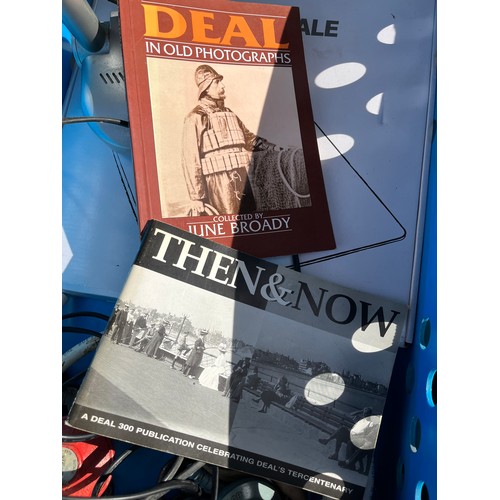 DEAL
ALE
IN OLD PHOTOGRAPHS
COLLECTED BY
JUNE BROADY
THEN&NOW
A DEAL 300 PUBLICATION CELEBRATING DEAL'S TERCENTENARY